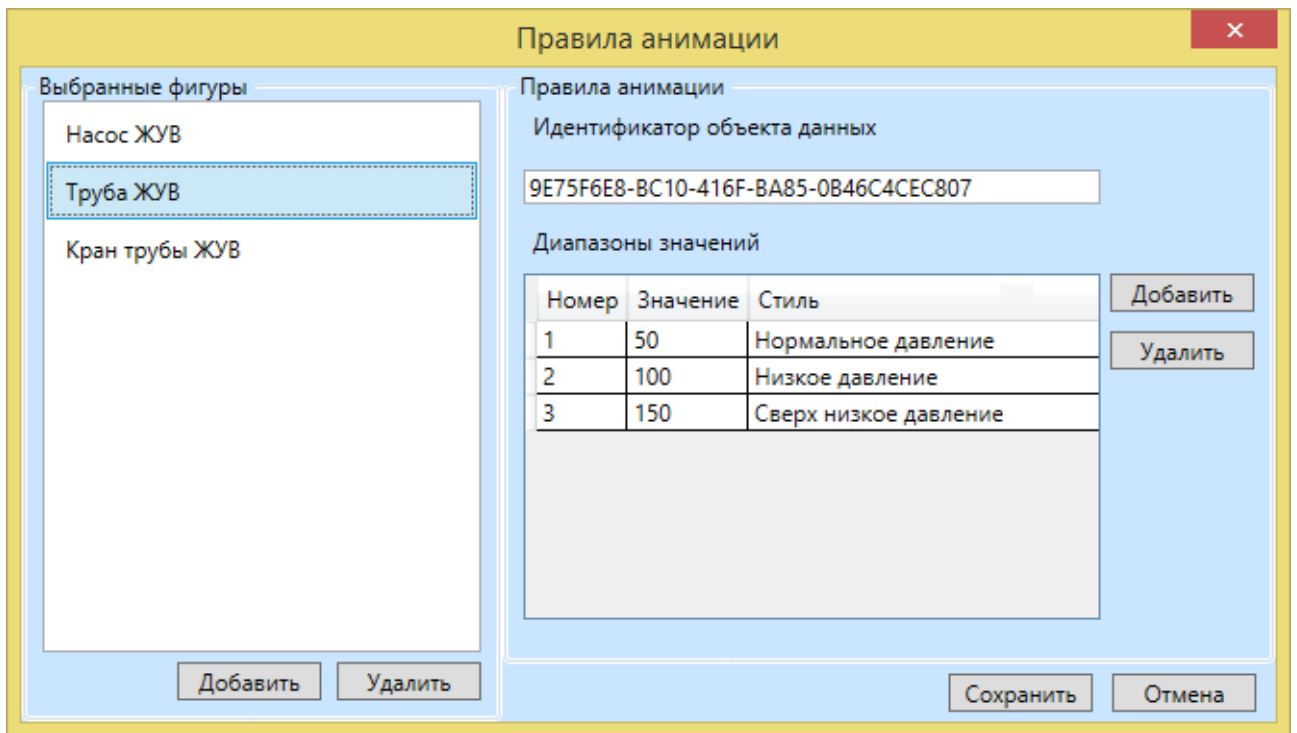 Правила анимации
Выбранные фигуры
Насос ЖУВ
Труба ЖУВ
Кран трубы ЖУВ
Добавить Удалить
Правила анимации
Идентификатор объекта данных
9E75F6E8-BC10-416F-BA85-0B46C4CEC807
Диапазоны значений
Номер Значение Стиль
1 50 Нормальное давление
2 100 Низкое давление
3 150 Сверх низкое давление
Добавить
Удалить
Сохранить Отмена